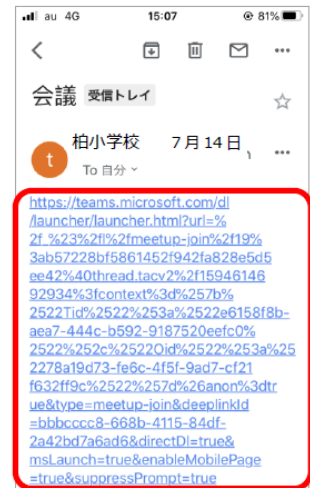 au 4G 15:07 81%
会議 受信トレイ
柏小学校 7月14日
t
To 自分
https://teams.microsoft.com/dl
/launcher/launcher.html?url=%
2f_%23%2fl%2fmeetup-join%2f19%
3ab57228bf5861452f942fa828e5d5
ee42%40thread.tacv2%2f15946146
92934%3fcontext%3d%257b%
2522Tid%2522%253a%2522e6158f8b-
aea7-444c-b592-9187520eefc0%
2522%252c%2522Oid%2522%253a%25
2278a19d73-fe6c-4f5f-9ad7-cf21
f632ff9c%2522%257d%26anon%3dtr
ue&type=meetup-join&deeplinkId
=bbbcccc8-668b-4115-84df-
2a42bd7a6ad6&directDl=true&
msLaunch=true&enableMobilePage
=true&suppressPrompt=true